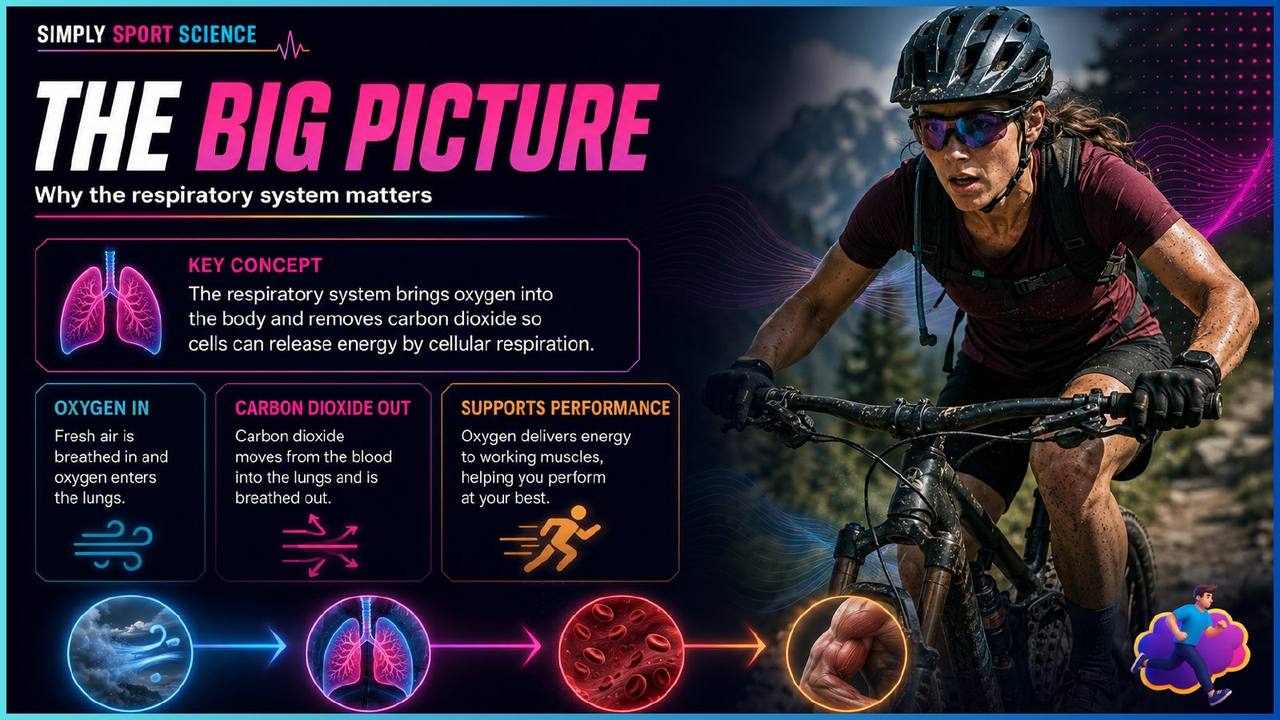 SIMPLY SPORT SCIENCE
THE BIG PICTURE
Why the respiratory system matters
KEY CONCEPT
The respiratory system brings oxygen into
the body and removes carbon dioxide so
cells can release energy by cellular respiration.
OXYGEN IN
Fresh air is
breathed in and
oxygen enters
the lungs.
CARBON DIOXIDE OUT
Carbon dioxide
moves from the blood
into the lungs and is
breathed out.
SUPPORTS PERFORMANCE
Oxygen delivers energy
to working muscles,
helping you perform
at your best.